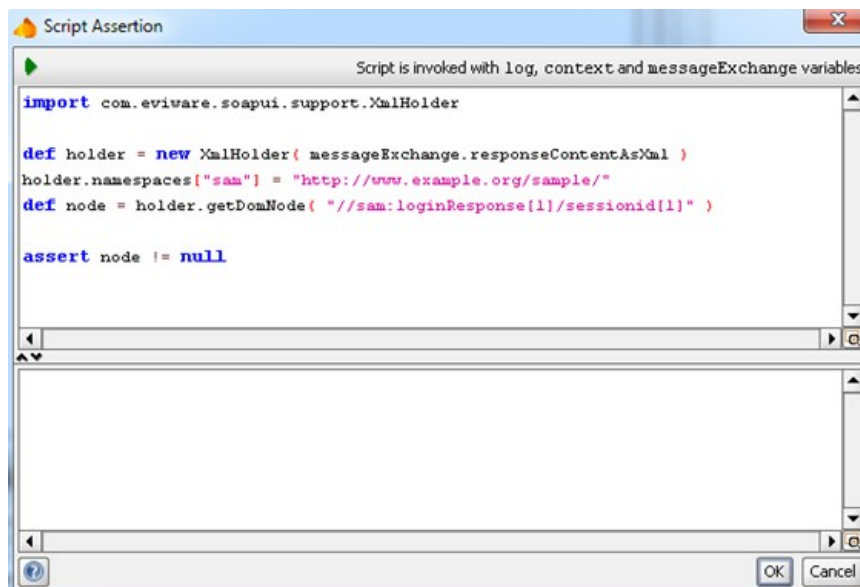 Script Assertion
Script is invoked with log, context and messageExchange variables
import com.eviware.soapui.support.XmlHolder
def holder = new XmlHolder( messageExchange.responseContentAsXml )
holder.namespaces["sam"] = "http://www.example.org/sample/"
def node = holder.getDomNode( "//sam:loginResponse[1]/sessionid[1]" )
assert node != null
OK Cancel